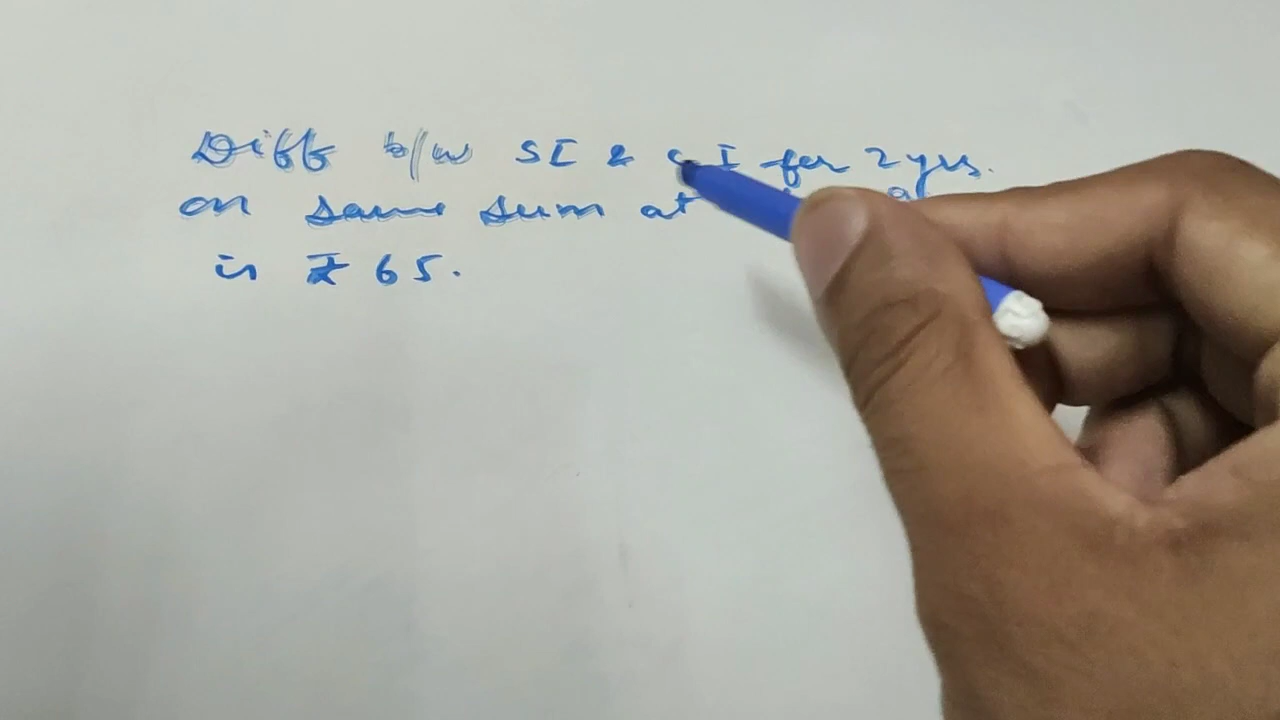 Diff b/w SI & CI for 2 yrs.
on same sum at
is ₹ 65.